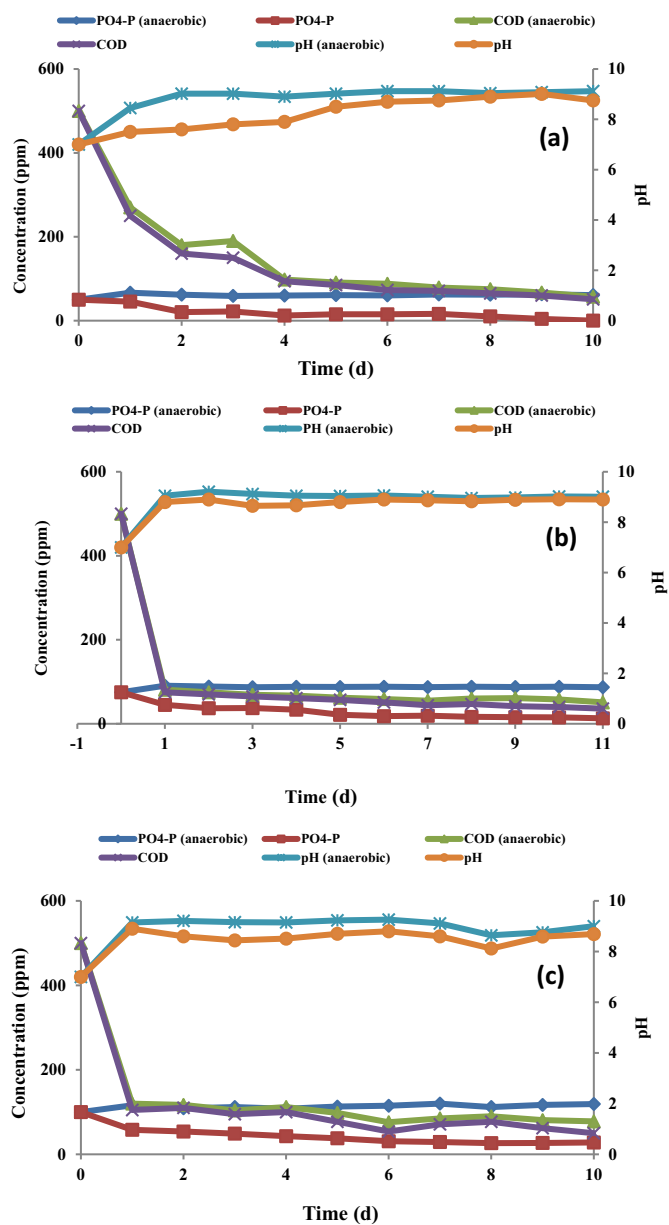 PO4-P (anaerobic) PO4-P COD (anaerobic)
COD pH (anaerobic) pH
600 10
8
400 (a)
6
Concentration (ppm) pH
4
200
2
0 0
0 2 4 6 8 10
Time (d)
PO4-P (anaerobic) PO4-P COD (anaerobic)
COD PH (anaerobic) pH
600 10
8
400 (b)
6
Concentration (ppm) pH
4
200
2
0 0
-1 1 3 5 7 9 11
Time (d)
PO4-P (anaerobic) PO4-P COD (anaerobic)
COD pH (anaerobic) pH
600 10
8
400 (c)
6
Concentration (ppm) pH
4
200
2
0 0
0 2 4 6 8 10
Time (d)